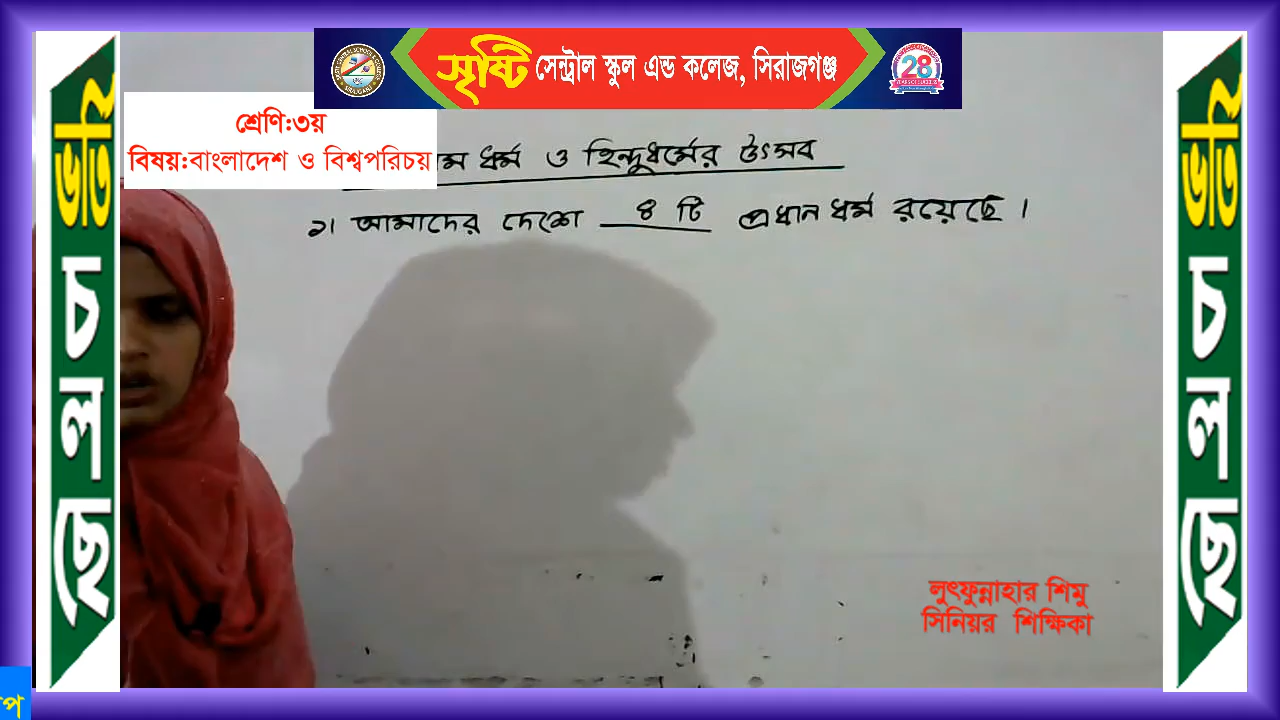 সৃষ্টি সেন্ট্রাল স্কুল এন্ড কলেজ, সিরাজগঞ্জ
28
শ্রেণি:৩য়
বিষয়:বাংলাদেশ ও বিশ্বপরিচয়
ধর্ম ও হিন্দুধর্মের উৎসব
১। আমাদের দেশে ৪ টি প্রধান ধর্ম রয়েছে।
ভর্তি চলছে
ভর্তি চলছে
লুৎফুন্নাহার শিমু
সিনিয়র শিক্ষিকা
প